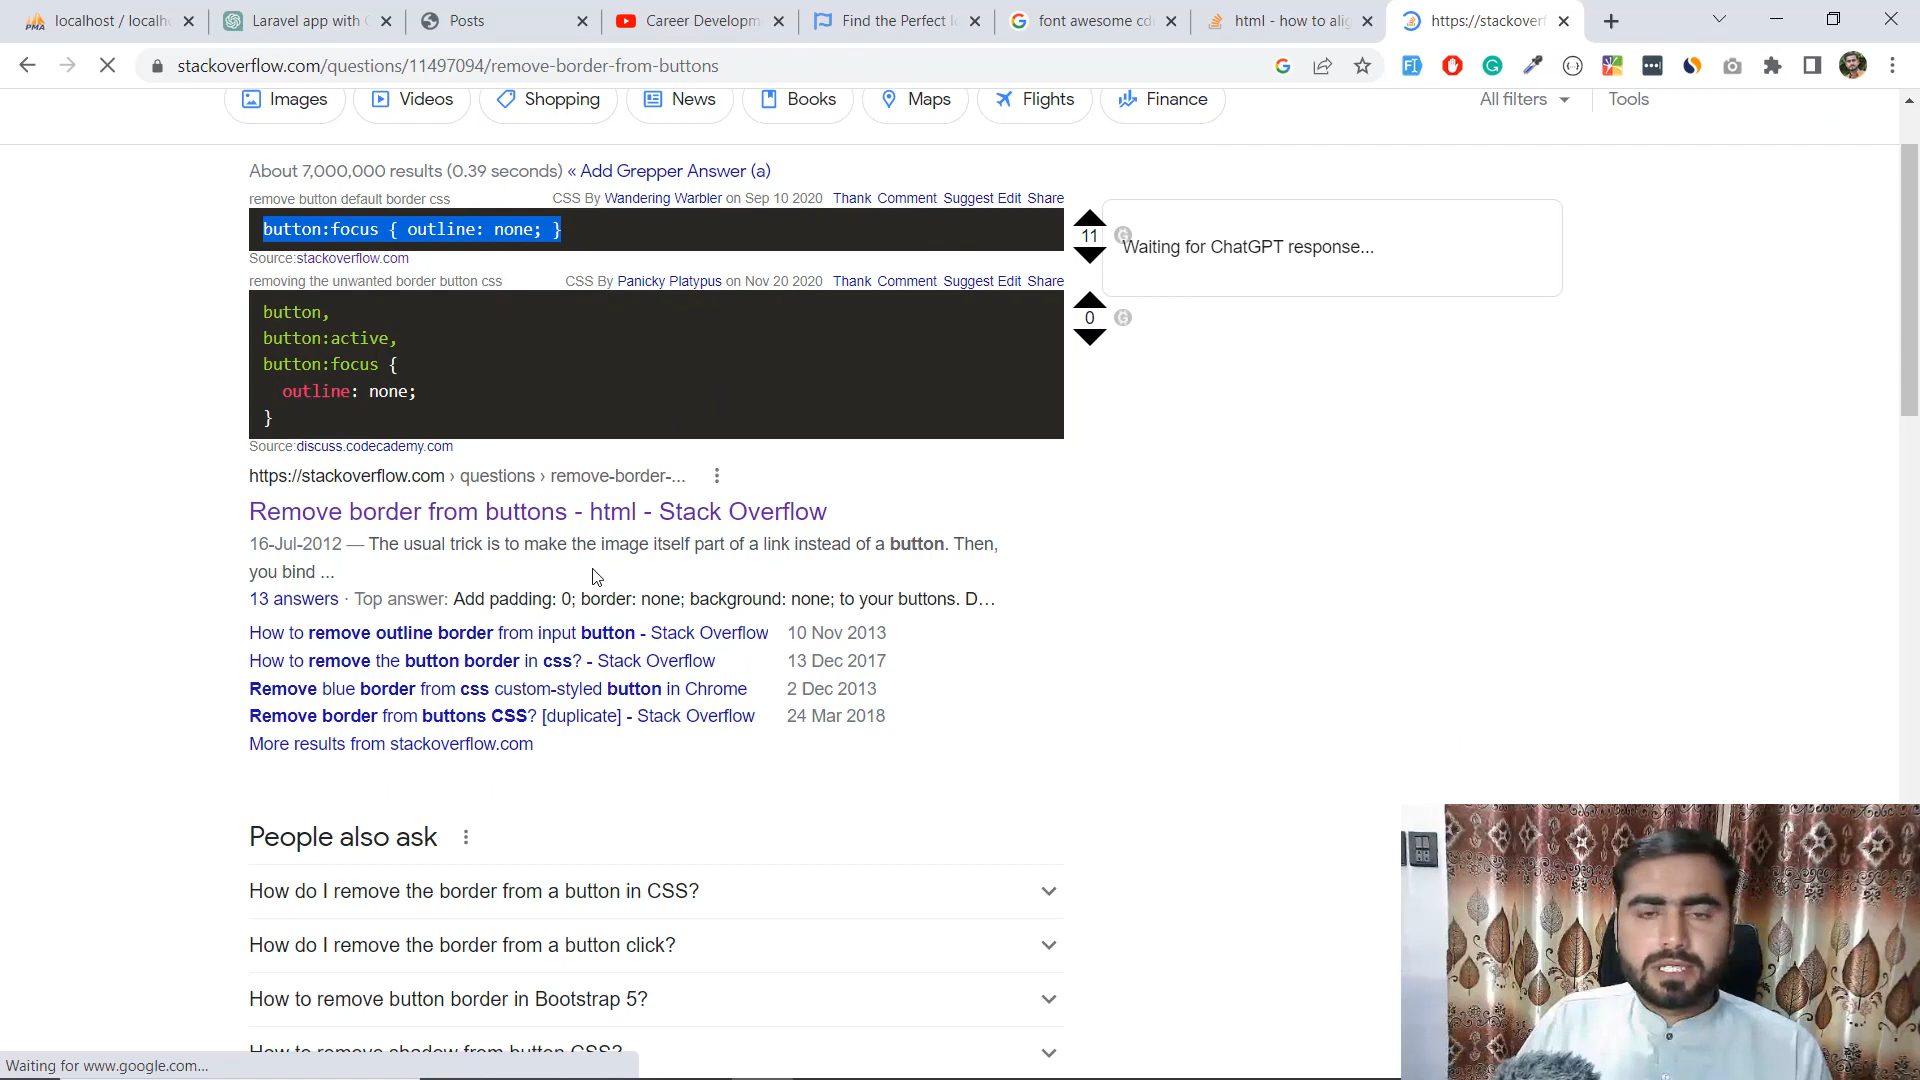 localhost / localh
Laravel app with
Posts
Career Developm
Find the Perfect
font awesome cd
html - how to alig
https://stackoverf
stackoverflow.com/questions/11497094/remove-border-from-buttons
Images
Videos
Shopping
News
Books
Maps
Flights
Finance
All filters
Tools
About 7,000,000 results (0.39 seconds) « Add Grepper Answer (a)
remove button default border css
CSS By Wandering Warbler on Sep 10 2020 Thank Comment Suggest Edit Share
button:focus { outline: none; }
11
Source:stackoverflow.com
Waiting for ChatGPT response...
removing the unwanted border button css
CSS By Panicky Platypus on Nov 20 2020 Thank Comment Suggest Edit Share
button,
button:active,
button:focus {
outline: none;
}
0
Source:discuss.codecademy.com
https://stackoverflow.com › questions › remove-border-...
Remove border from buttons - html - Stack Overflow
16-Jul-2012 — The usual trick is to make the image itself part of a link instead of a button. Then,
you bind ...
13 answers · Top answer: Add padding: 0; border: none; background: none; to your buttons. D...
How to remove outline border from input button - Stack Overflow 10 Nov 2013
How to remove the button border in css? - Stack Overflow 13 Dec 2017
Remove blue border from css custom-styled button in Chrome 2 Dec 2013
Remove border from buttons CSS? [duplicate] - Stack Overflow 24 Mar 2018
More results from stackoverflow.com
People also ask
How do I remove the border from a button in CSS?
How do I remove the border from a button click?
How to remove button border in Bootstrap 5?
How to remove shadow from button CSS?
Waiting for www.google.com...